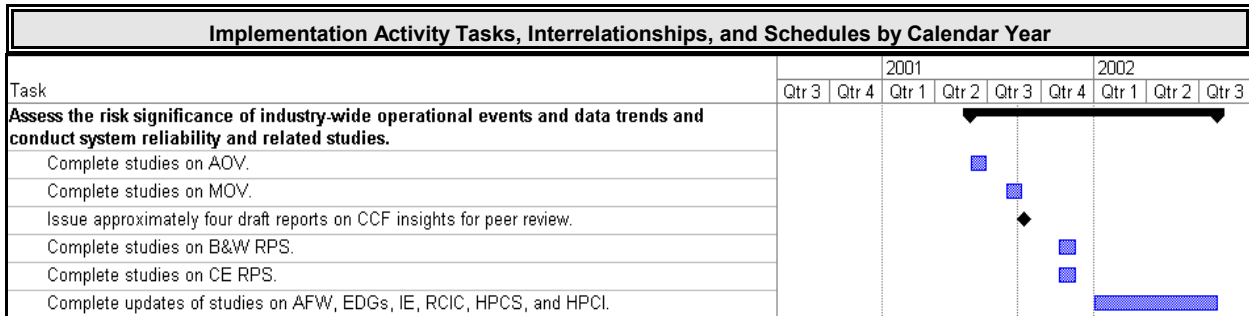 Implementation Activity Tasks, Interrelationships, and Schedules by Calendar Year
2001 2002
Task Qtr 3 Qtr 4 Qtr 1 Qtr 2 Qtr 3 Qtr 4 Qtr 1 Qtr 2 Qtr 3
Assess the risk significance of industry-wide operational events and data trends and
conduct system reliability and related studies.
Complete studies on AOV.
Complete studies on MOV.
Issue approximately four draft reports on CCF insights for peer review.
Complete studies on B&W RPS.
Complete studies on CE RPS.
Complete updates of studies on AFW, EDGs, IE, RCIC, HPCS, and HPCI.